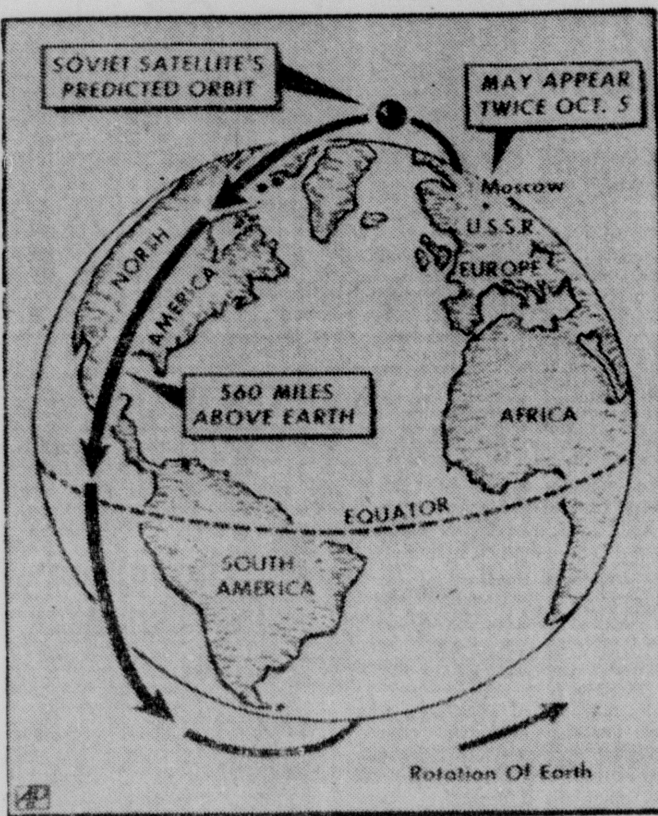 SOVIET SATELLITE'S
PREDICTED ORBIT
MAY APPEAR
TWICE OCT. 5
Moscow
U.S.S.R.
EUROPE
NORTH
AMERICA
560 MILES
ABOVE EARTH
AFRICA
EQUATOR
SOUTH
AMERICA
Rotation Of Earth
AP